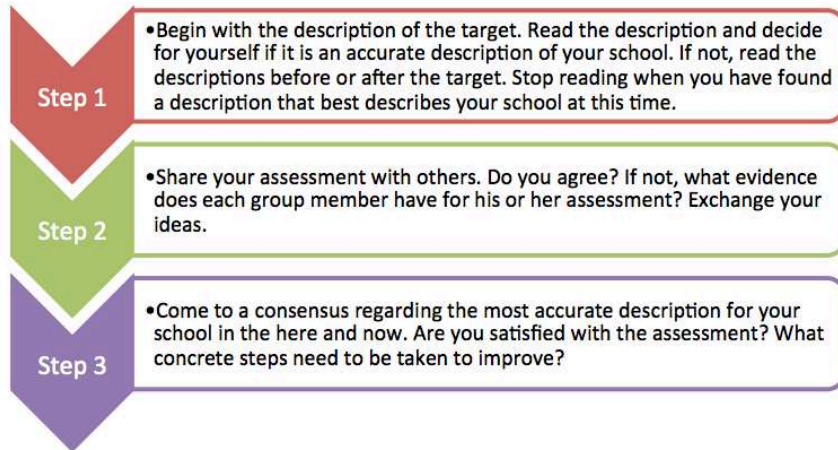 Step 1
•Begin with the description of the target. Read the description and decide
for yourself if it is an accurate description of your school. If not, read the
descriptions before or after the target. Stop reading when you have found
a description that best describes your school at this time.
Step 2
•Share your assessment with others. Do you agree? If not, what evidence
does each group member have for his or her assessment? Exchange your
ideas.
Step 3
•Come to a consensus regarding the most accurate description for your
school in the here and now. Are you satisfied with the assessment? What
concrete steps need to be taken to improve?